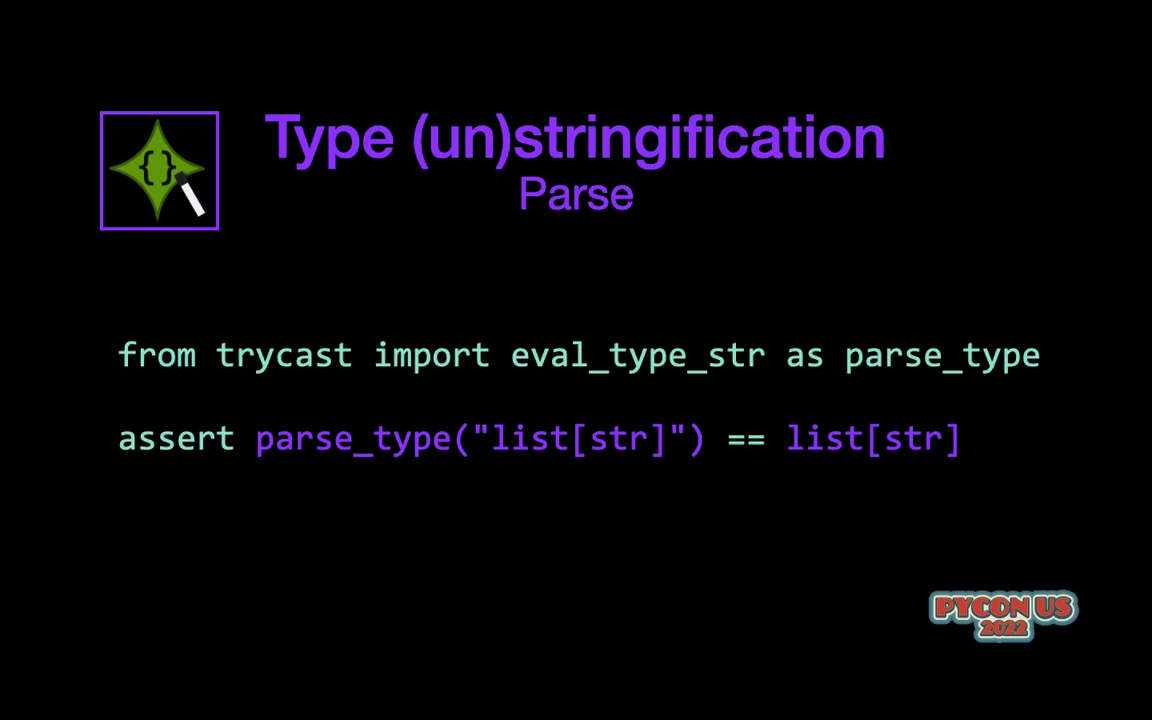 {}
Type (un)stringification
Parse
from trycast import eval_type_str as parse_type
assert parse_type("list[str]") == list[str]
PYCON US
2022